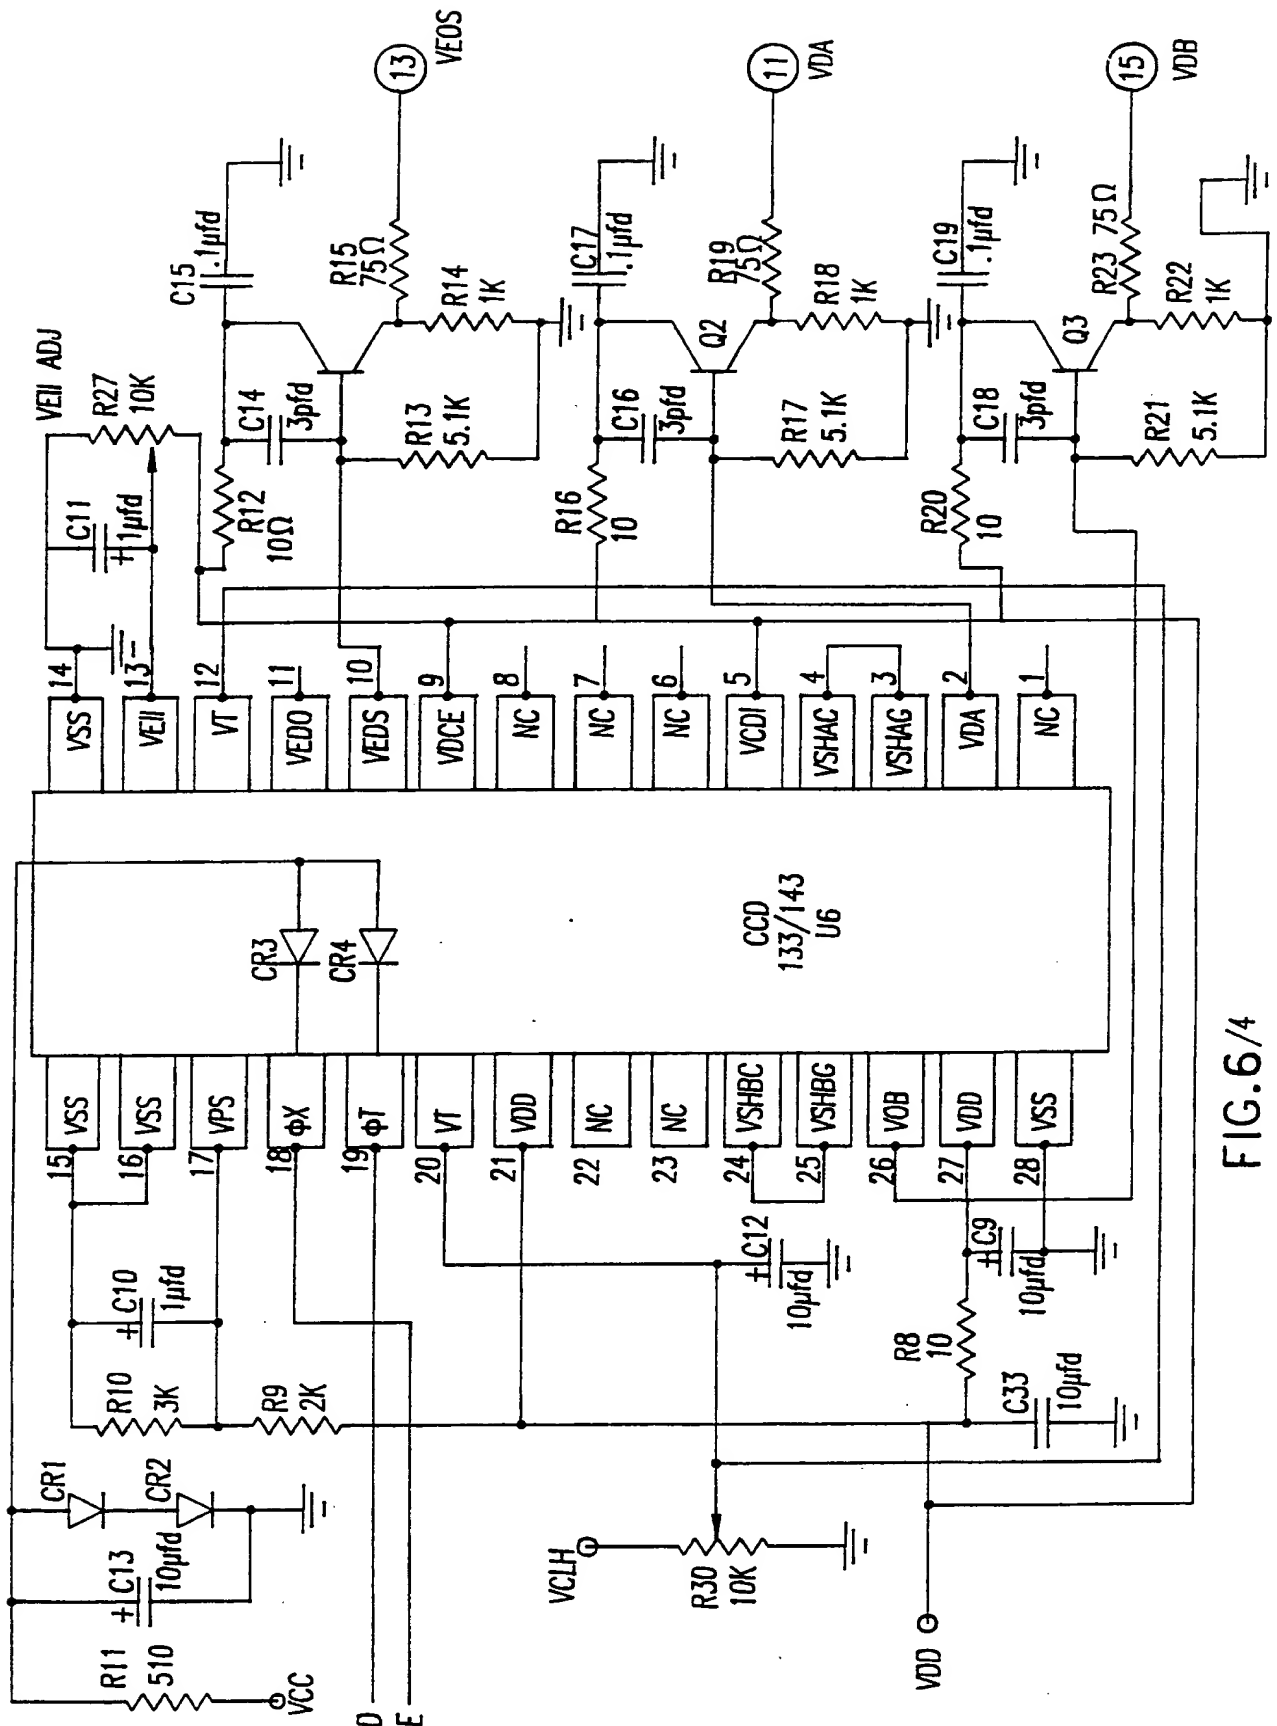 VEII ADJ
R27
10K
C11
+
1µfd
R12
10Ω
C15
.1µfd
C14
3pfd
R13
5.1K
R15
75Ω
R14
1K
13
VEOS
R16
10
C17
.1µfd
C16
3pfd
R17
5.1K
Q2
R19
75Ω
R18
1K
11
VDA
R20
10
C19
.1µfd
C18
3pfd
R21
5.1K
Q3
R23 75Ω
R22
1K
15
VDB
14
VSS
13
VEII
12
VT
11
VEDO
10
VEDS
9
VDCE
8
NC
7
NC
6
NC
5
VCDI
4
VSHAC
3
VSHAG
2
VDA
1
NC
CR3
CR4
CCD
133/143
U6
VSS
15
VSS
16
VPS
17
ΦX
18
ΦT
19
VT
20
VDD
21
NC
22
NC
23
VSHBC
24
VSHBG
25
VOB
26
VDD
27
VSS
28
C10
+
1µfd
R10
3K
R9
2K
C12
+
10µfd
C9
+
10µfd
R8
10
C33
10µfd
CR1
CR2
C13
+
10µfd
R11
510
VCC
D
E
VCLH
R30
10K
VDD
FIG.6/4